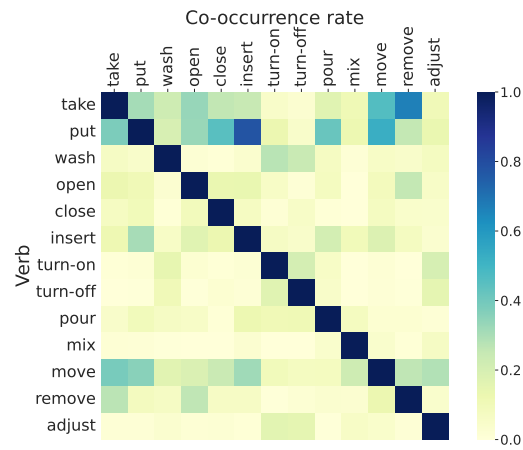 Co-occurrence rate
take put wash open close insert turn-on turn-off pour mix move remove adjust
take
put
wash
open
close
insert
turn-on
turn-off
pour
mix
move
remove
adjust
Verb
1.0
0.8
0.6
0.4
0.2
0.0